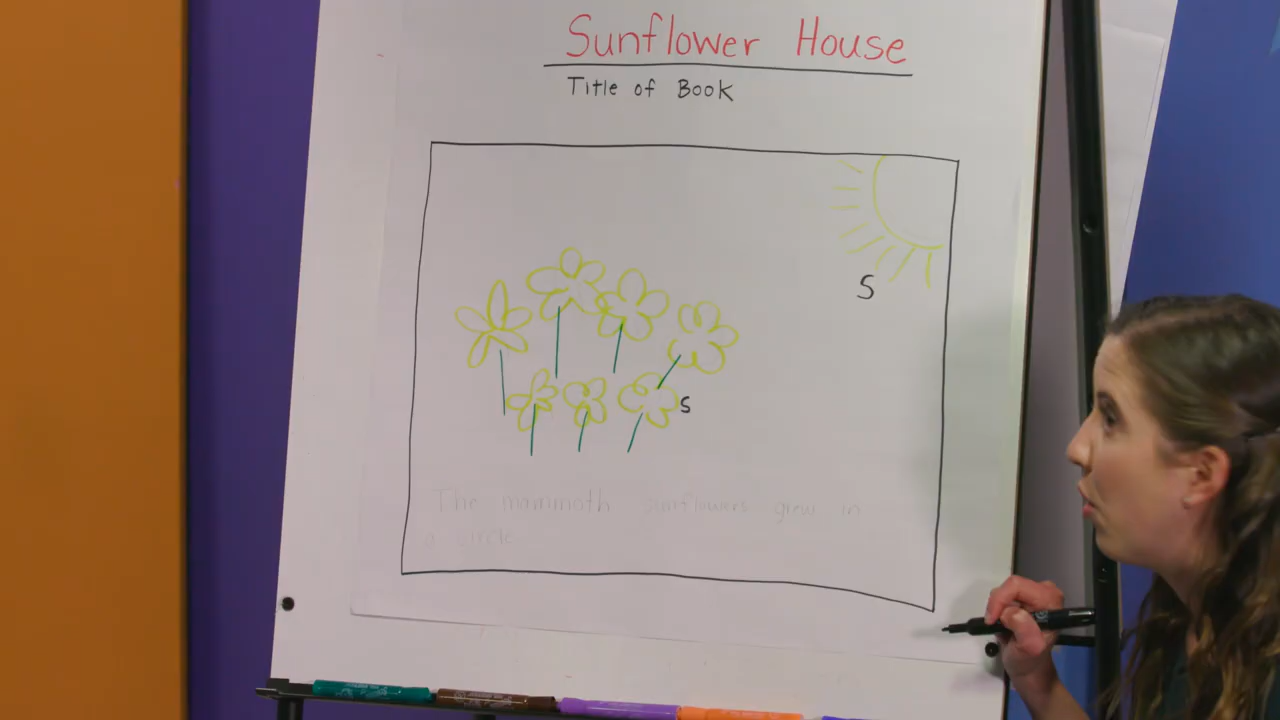 Sunflower House
Title of Book
S
S
The mammoth sunflowers grew in
a circle